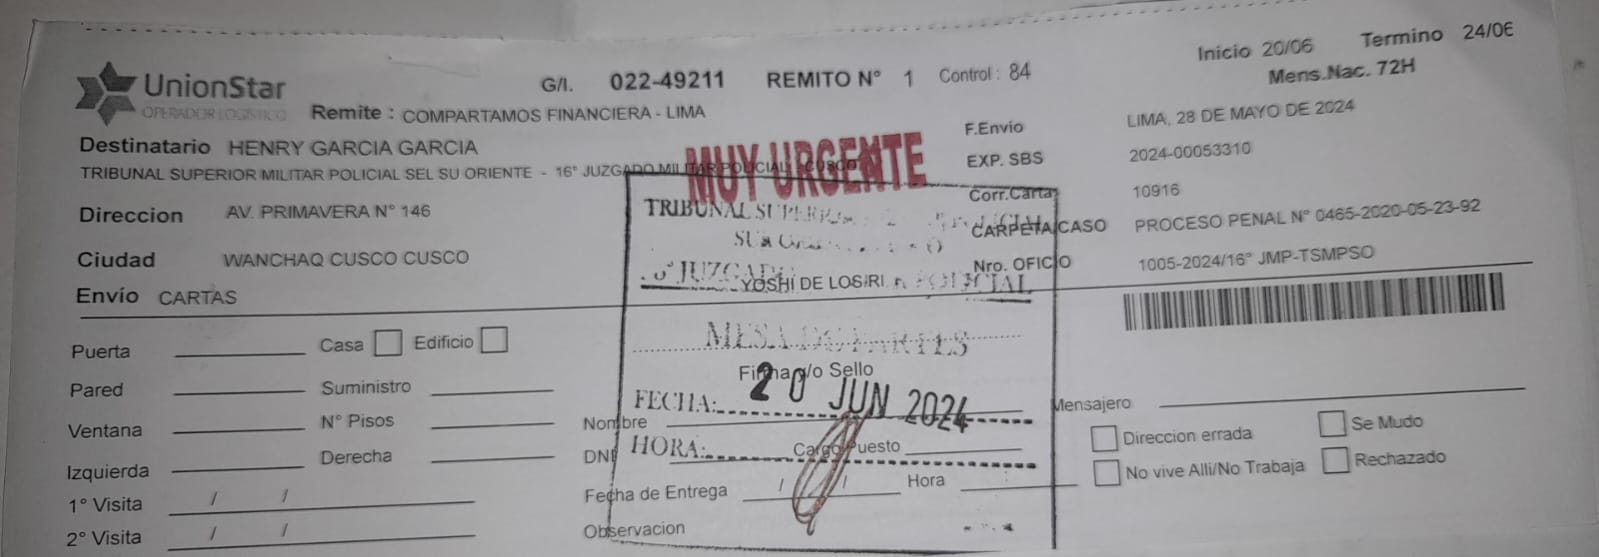 UnionStar
OPERADOR LOGISTICO
G/I. 022-49211 REMITO N° 1 Control : 84
Inicio 20/06 Termino 24/06
Mens.Nac. 72H
Remite : COMPARTAMOS FINANCIERA - LIMA
Destinatario HENRY GARCIA GARCIA
TRIBUNAL SUPERIOR MILITAR POLICIAL SEL SU ORIENTE - 16° JUZGADO MILITAR POLICIAL - CUSCO
MUY URGENTE
Direccion AV. PRIMAVERA N° 146
Ciudad WANCHAQ CUSCO CUSCO
Envío CARTAS
F.Envío LIMA, 28 DE MAYO DE 2024
EXP. SBS 2024-00053310
Corr.Carta 10916
CARPETA/CASO PROCESO PENAL N° 0465-2020-05-23-92
Nro. OFICIO 1005-2024/16° JMP-TSMPSO
TRIBUNAL
JUZGADO POLICIAL
YOSHI DE LOS RI
MESA DE PARTES
Firma y/o Sello
FECHA: 20 JUN 2024
HORA:
Puerta Casa Edificio
Pared Suministro
Ventana N° Pisos
Izquierda Derecha
1° Visita / /
2° Visita / /
Nombre
DNI Cargo/Puesto
Fecha de Entrega / / Hora
Observacion
Mensajero
Direccion errada Se Mudo
No vive Alli/No Trabaja Rechazado